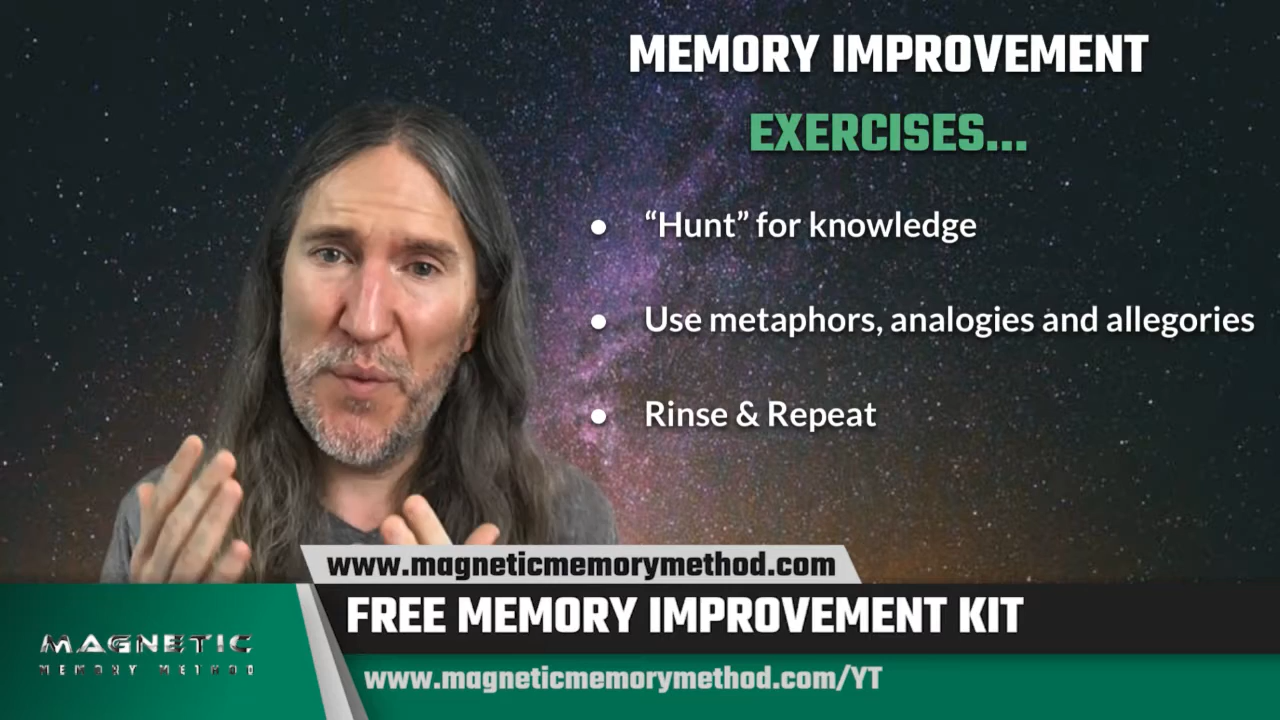 MEMORY IMPROVEMENT
EXERCISES...
● “Hunt” for knowledge
● Use metaphors, analogies and allegories
● Rinse & Repeat
www.magneticmemorymethod.com
FREE MEMORY IMPROVEMENT KIT
MAGNETIC
MEMORY METHOD
www.magneticmemorymethod.com/YT